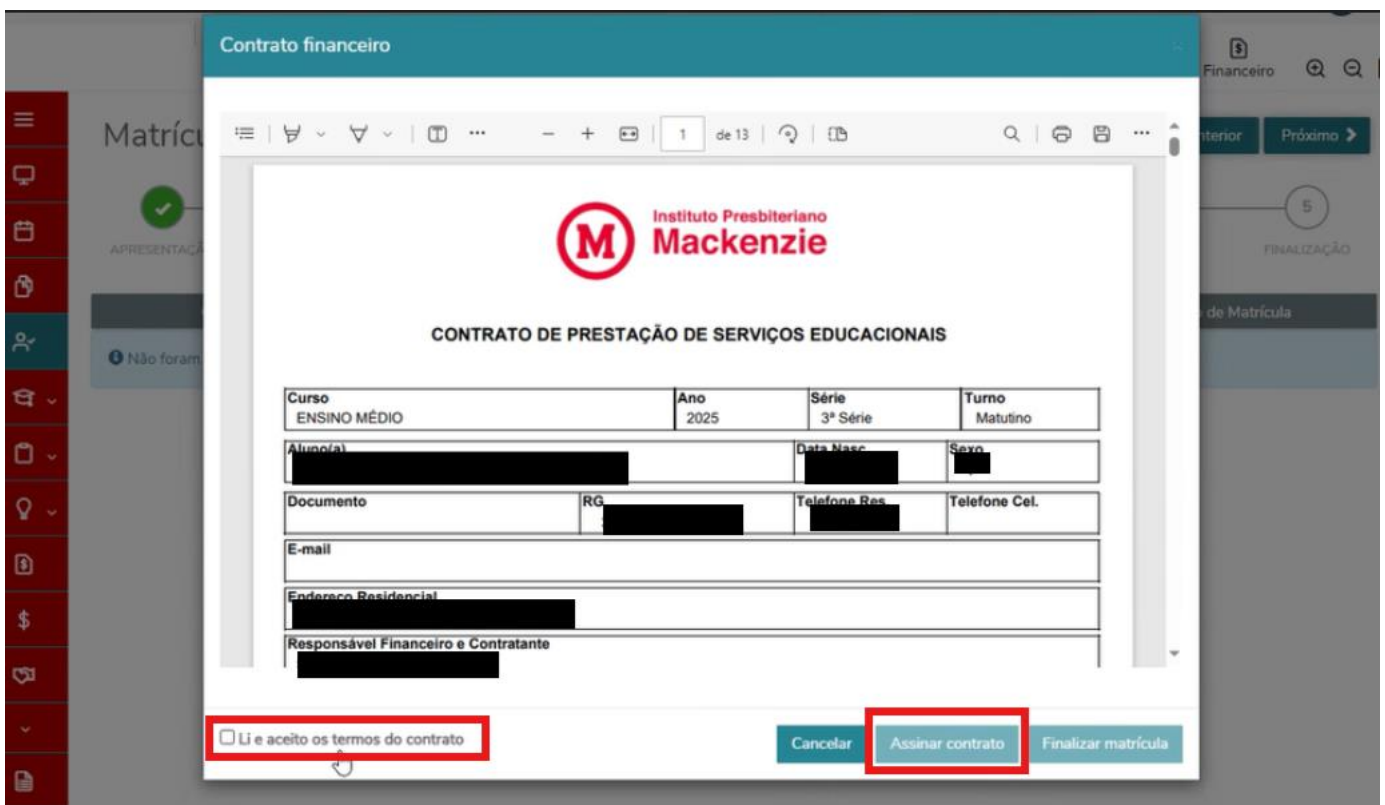 Contrato financeiro
Financeiro
Matríc
1 de 13
Próximo
Instituto Presbiteriano
Mackenzie
5
APRESENTAÇÃ
FINALIZAÇÃO
de Matrícula
CONTRATO DE PRESTAÇÃO DE SERVIÇOS EDUCACIONAIS
Não foram
Curso Ano Série Turno
ENSINO MÉDIO 2025 3ª Série Matutino
Aluno(a) Data Nasc Sexo
Documento RG Telefone Res. Telefone Cel.
E-mail
Endereço Residencial
Responsável Financeiro e Contratante
Li e aceito os termos do contrato
Cancelar Assinar contrato Finalizar matrícula